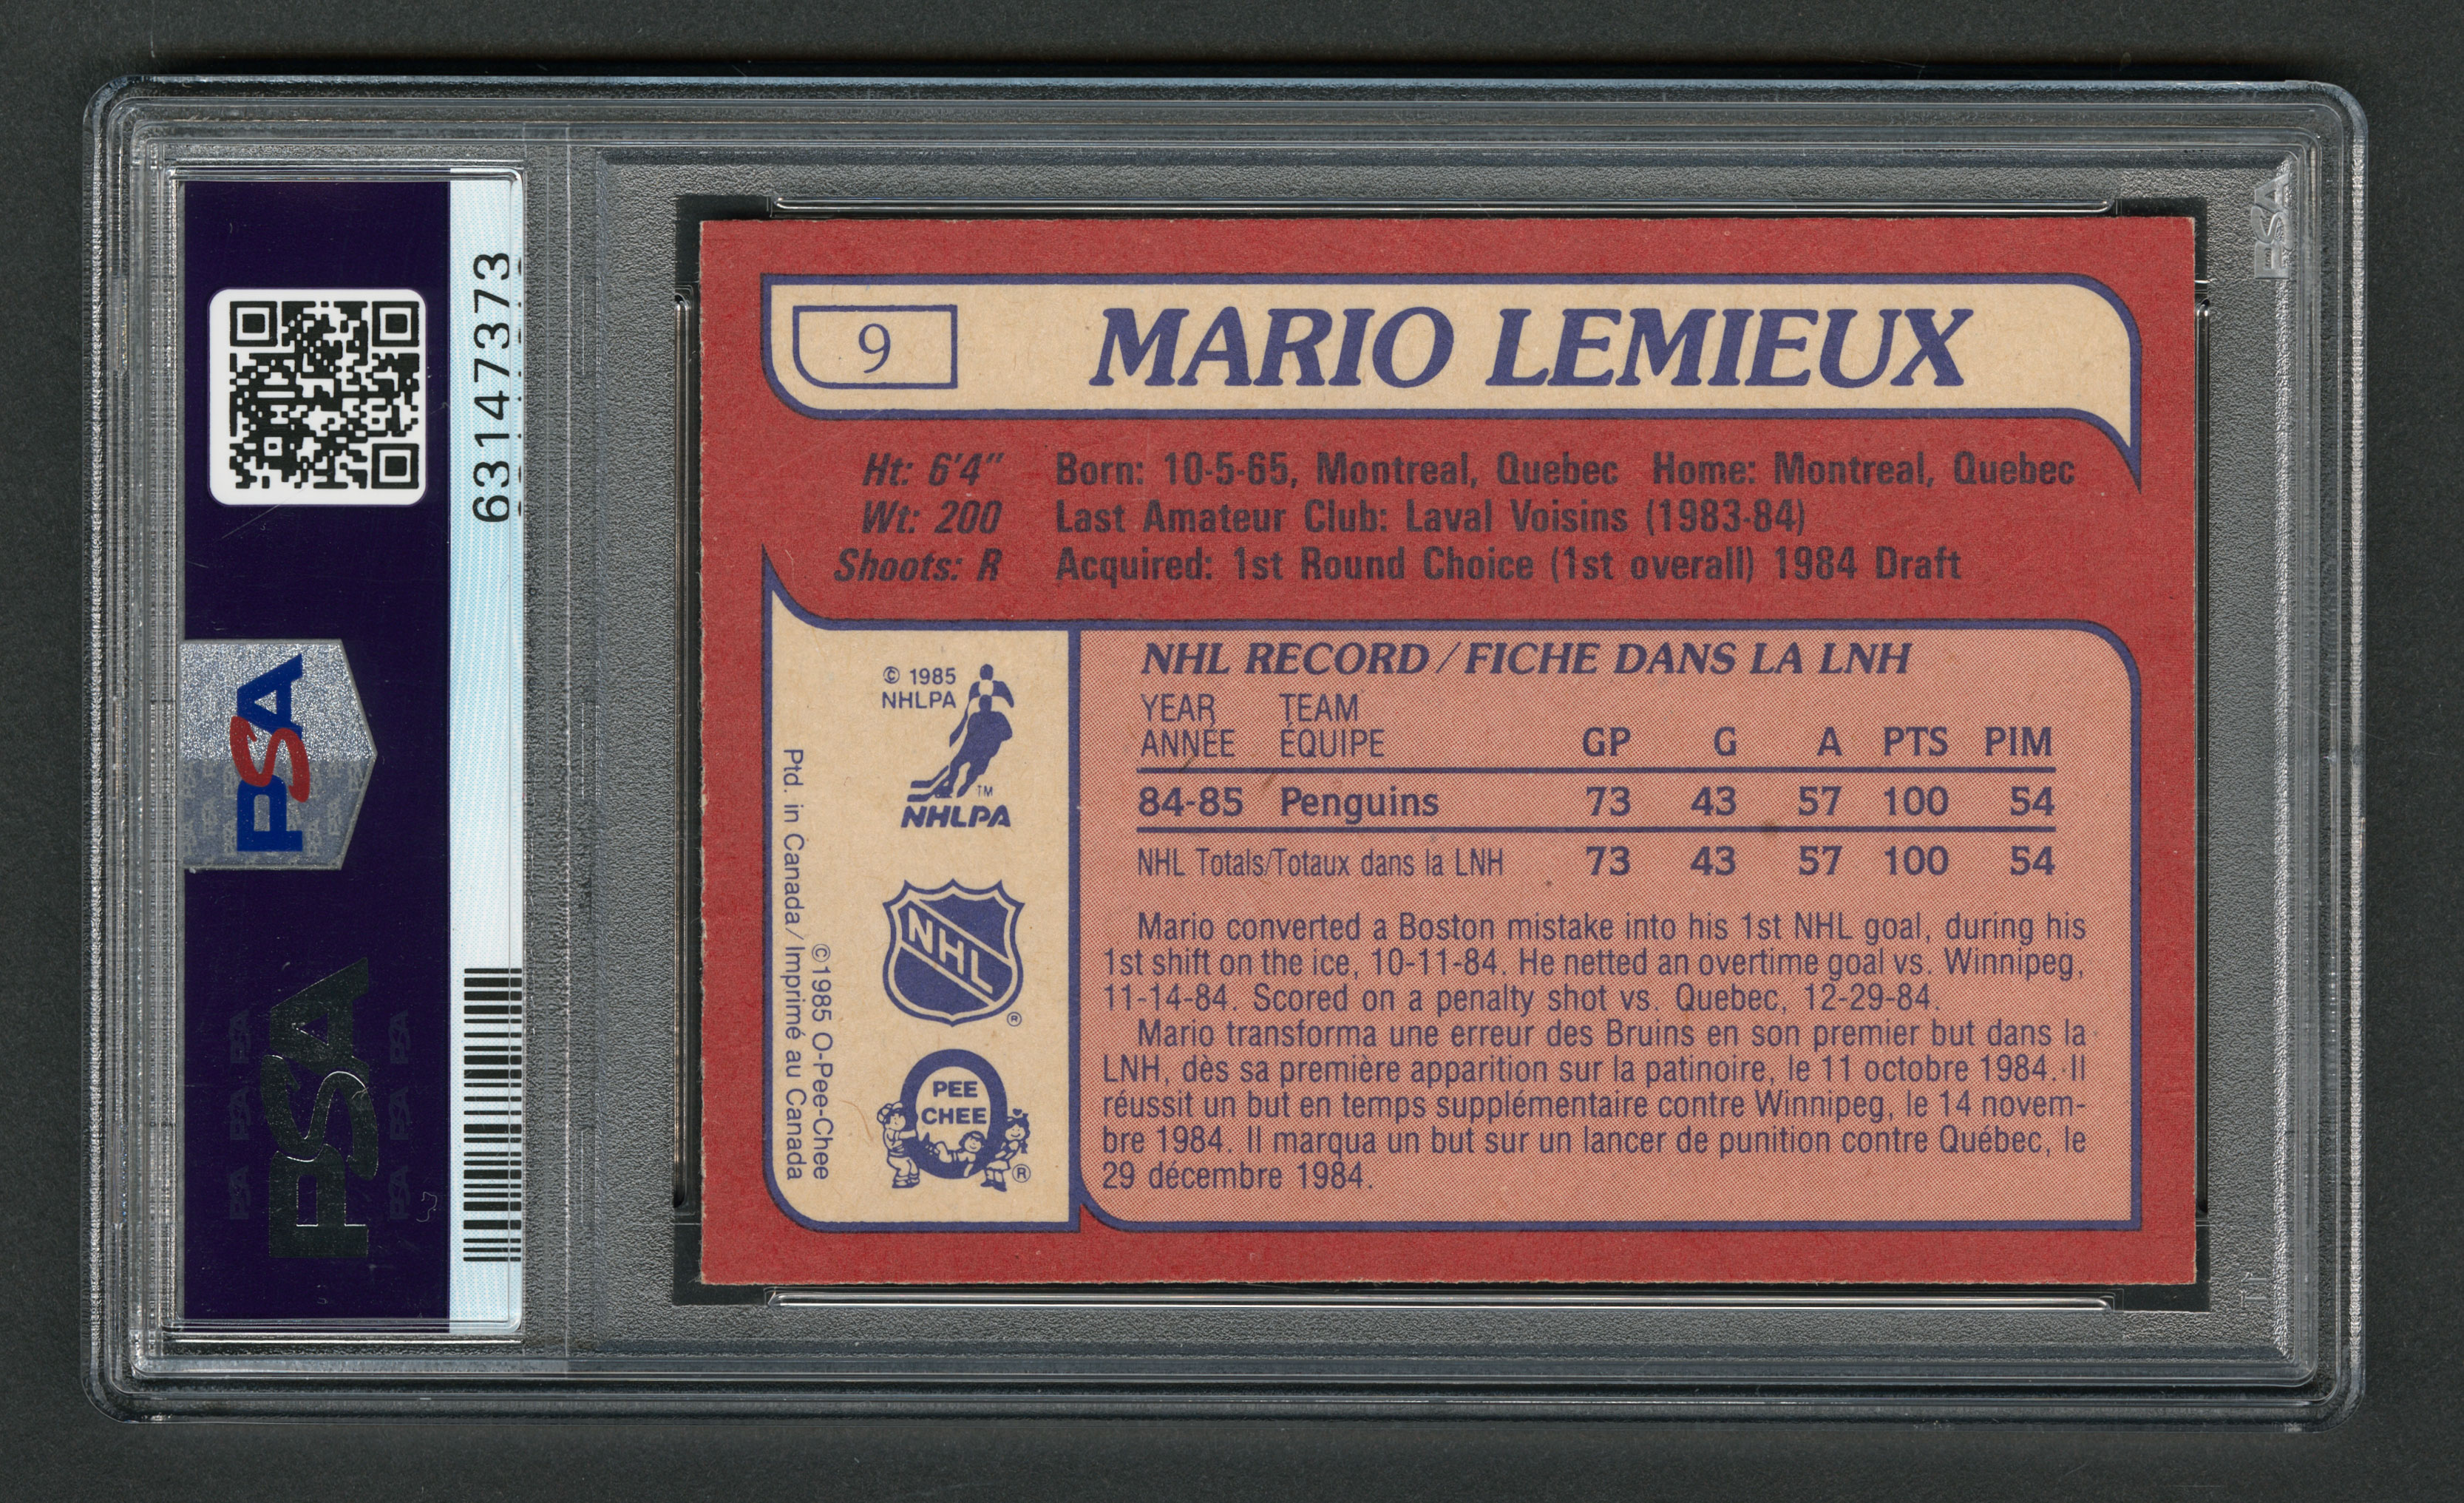 63147373
PSA
PSA
PSA
9
MARIO LEMIEUX
Ht: 6'4" Born: 10-5-65, Montreal, Quebec Home: Montreal, Quebec
Wt: 200 Last Amateur Club: Laval Voisins (1983-84)
Shoots: R Acquired: 1st Round Choice (1st overall) 1984 Draft
© 1985
NHLPA
TM
NHLPA
NHL
®
PEE
CHEE
®
©1985 O-Pee-Chee
Ptd. in Canada/Imprimé au Canada
NHL RECORD/FICHE DANS LA LNH
YEAR TEAM
ANNÉE ÉQUIPE GP G A PTS PIM
84-85 Penguins 73 43 57 100 54
NHL Totals/Totaux dans la LNH 73 43 57 100 54
Mario converted a Boston mistake into his 1st NHL goal, during his
1st shift on the ice, 10-11-84. He netted an overtime goal vs. Winnipeg,
11-14-84. Scored on a penalty shot vs. Quebec, 12-29-84.
Mario transforma une erreur des Bruins en son premier but dans la
LNH, dès sa première apparition sur la patinoire, le 11 octobre 1984. Il
réussit un but en temps supplémentaire contre Winnipeg, le 14 novem-
bre 1984. Il marqua un but sur un lancer de punition contre Québec, le
29 décembre 1984.